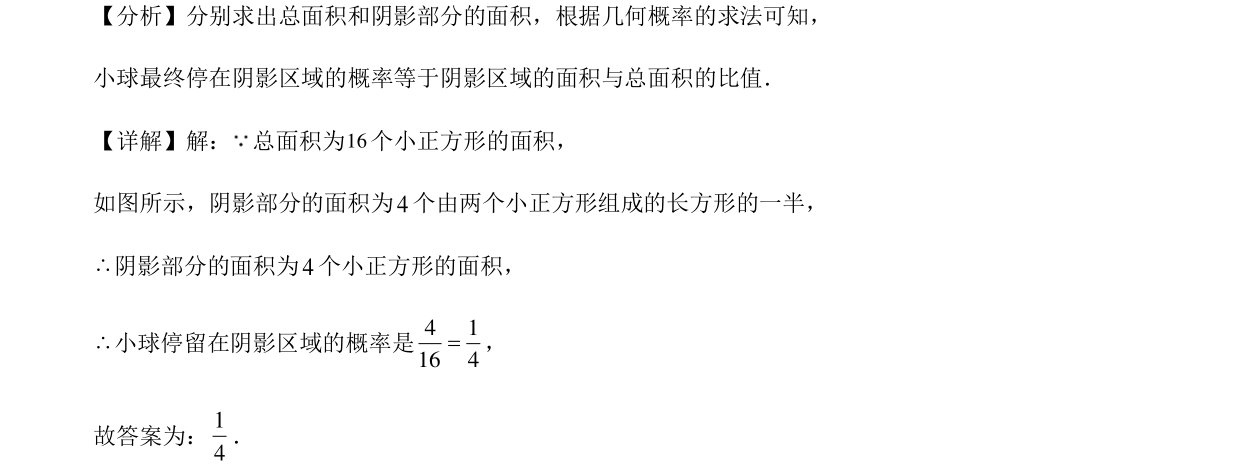 【分析】分别求出总面积和阴影部分的面积，根据几何概率的求法可知，
小球最终停在阴影区域的概率等于阴影区域的面积与总面积的比值．
【详解】解：∵总面积为16个小正方形的面积，
如图所示，阴影部分的面积为4个由两个小正方形组成的长方形的一半，
∴阴影部分的面积为4个小正方形的面积，
∴小球停留在阴影区域的概率是4/16=1/4，
故答案为：1/4．